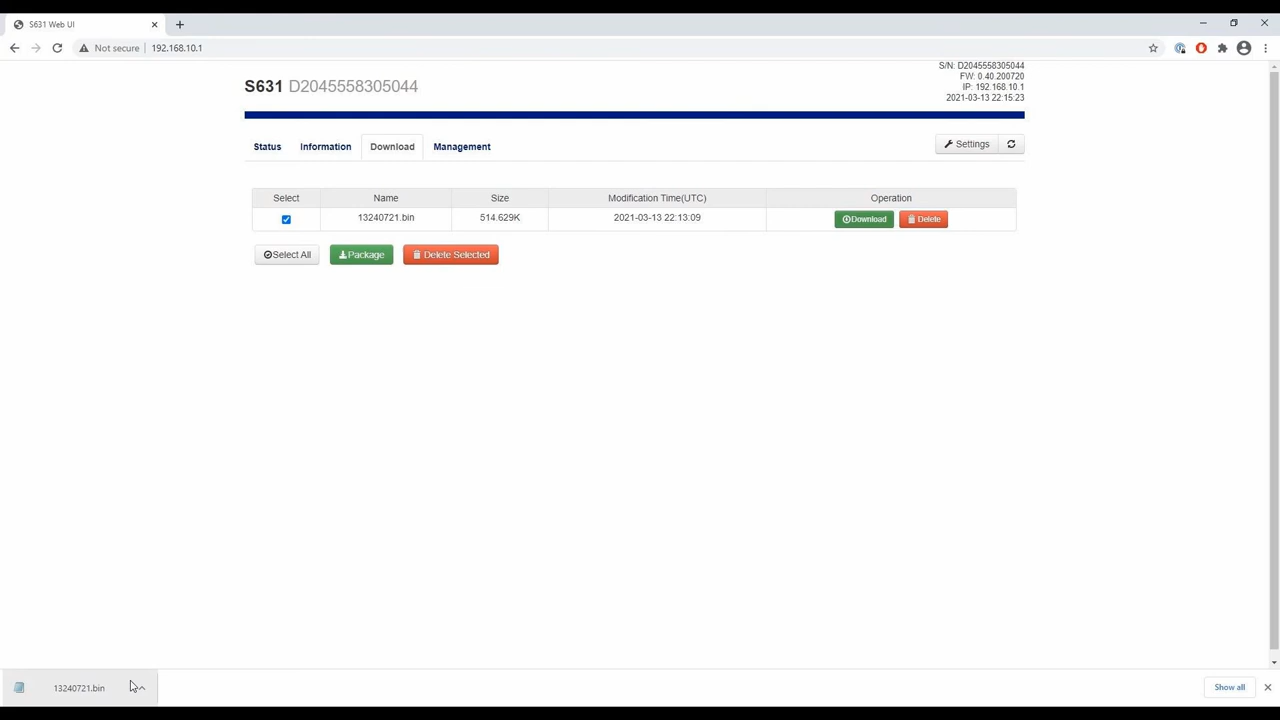 S631 Web UI
Not secure 192.168.10.1
S/N: D2045558305044
FW: 0.40.200720
IP: 192.168.10.1
2021-03-13 22:15:23
S631 D2045558305044
Status Information Download Management Settings
Select Name Size Modification Time(UTC) Operation
13240721.bin 514.629K 2021-03-13 22:13:09 Download Delete
Select All Package Delete Selected
13240721.bin Show all